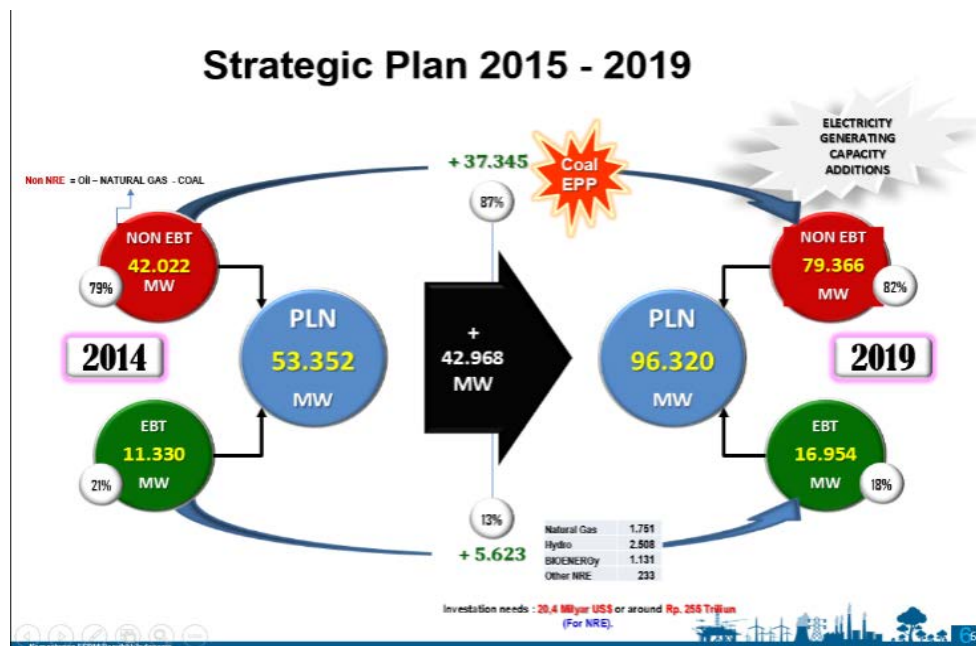 Strategic Plan 2015 - 2019
ELECTRICITY
GENERATING
CAPACITY
ADDITIONS
+ 37.345
Coal
EPP
Non NRE = Oil – NATURAL GAS - COAL
87%
NON EBT
42.022
MW
79%
NON EBT
79.366
MW
82%
PLN
53.352
MW
+
42.968
MW
PLN
96.320
MW
2014
2019
EBT
11.330
MW
21%
EBT
16.954
MW
18%
13%
+ 5.623
Natural Gas 1.751
Hydro 2.508
BIOENERGy 1.131
Other NRE 233
Investation needs : 20,4 Milyar US$ or around Rp. 255 Trilliun
(For NRE).